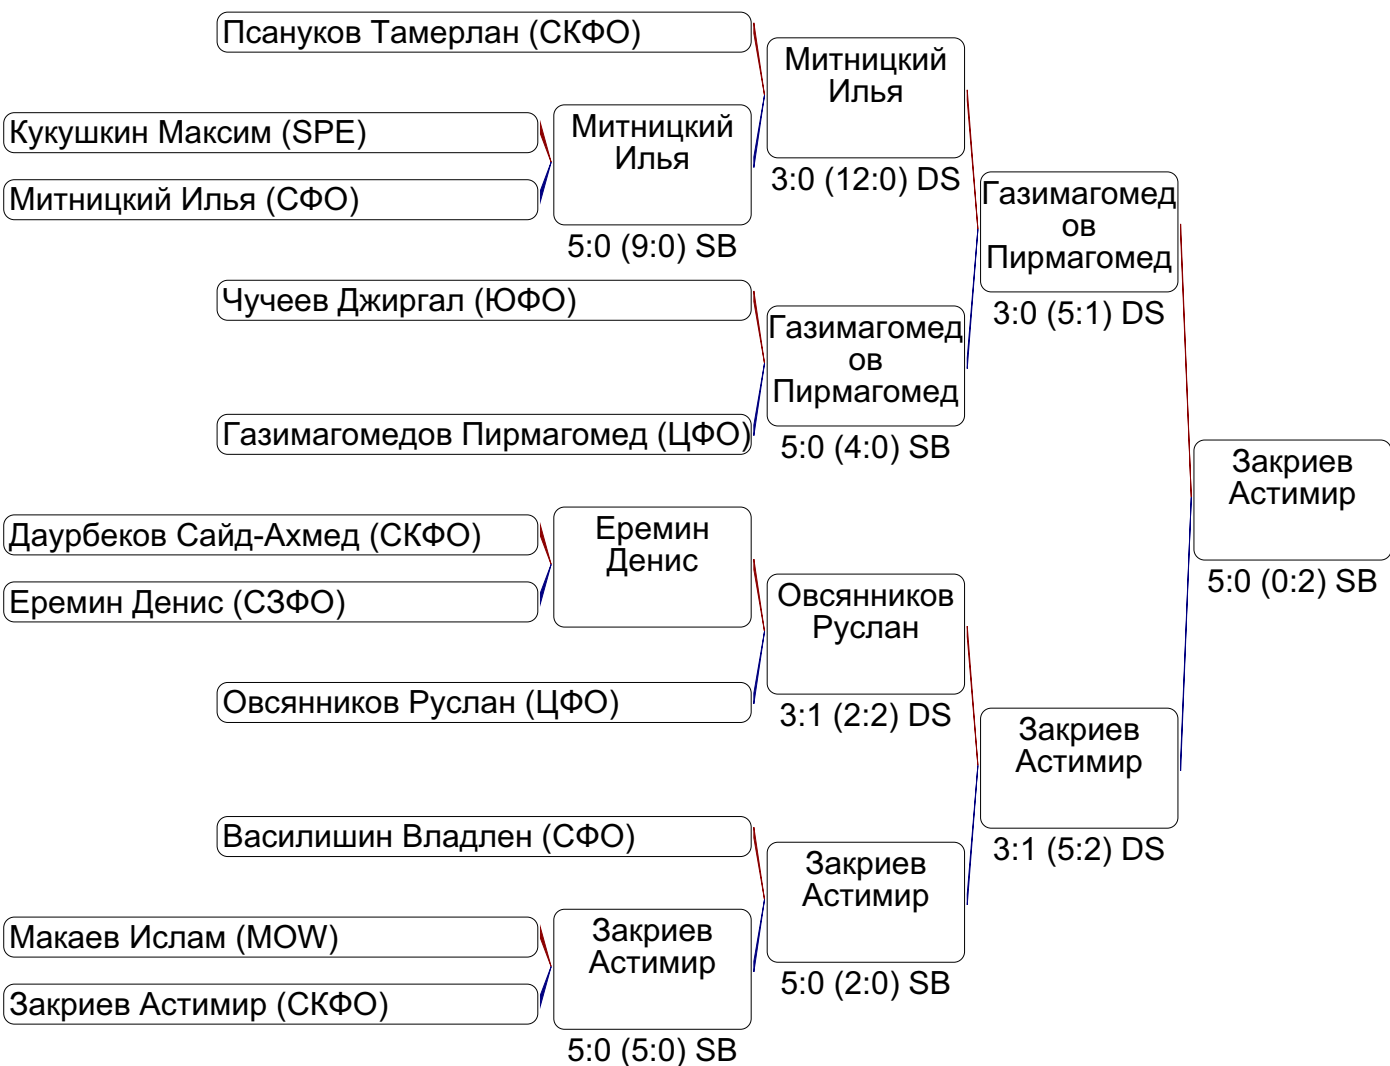 Псануков Тамерлан (СКФО)
Кукушкин Максим (SPE)
Митницкий Илья (СФО)
Митницкий
Илья
5:0 (9:0) SB
Митницкий
Илья
3:0 (12:0) DS
Чучеев Джиргал (ЮФО)
Газимагомедов Пирмагомед (ЦФО)
Газимагомед
ов
Пирмагомед
5:0 (4:0) SB
Газимагомед
ов
Пирмагомед
3:0 (5:1) DS
Даурбеков Сайд-Ахмед (СКФО)
Еремин Денис (СЗФО)
Еремин
Денис
Овсянников Руслан (ЦФО)
Овсянников
Руслан
3:1 (2:2) DS
Василишин Владлен (СФО)
Макаев Ислам (MOW)
Закриев Астимир (СКФО)
Закриев
Астимир
5:0 (5:0) SB
Закриев
Астимир
5:0 (2:0) SB
Закриев
Астимир
3:1 (5:2) DS
Закриев
Астимир
5:0 (0:2) SB